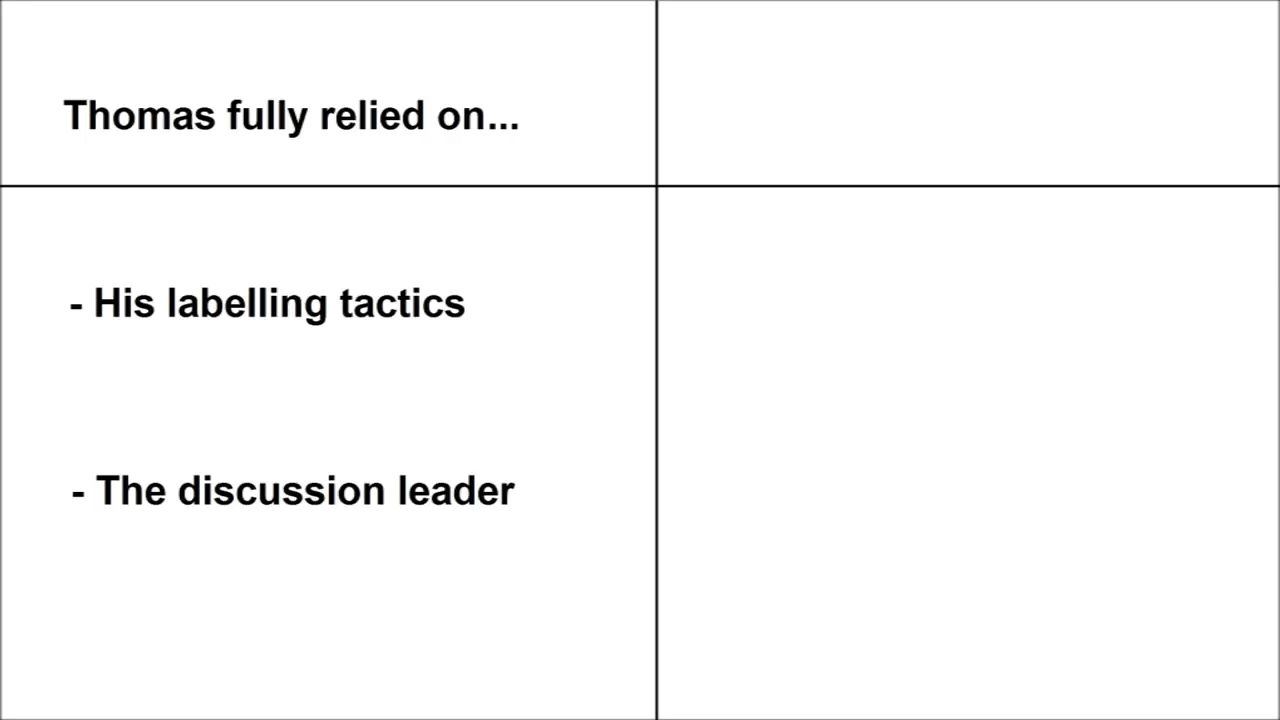 Thomas fully relied on...
- His labelling tactics
- The discussion leader